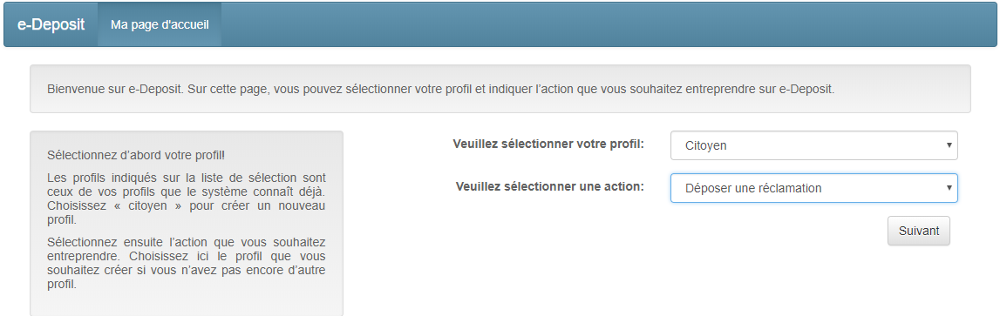 e-Deposit
Ma page d'accueil
Bienvenue sur e-Deposit. Sur cette page, vous pouvez sélectionner votre profil et indiquer l’action que vous souhaitez entreprendre sur e-Deposit.
Sélectionnez d’abord votre profil!
Les profils indiqués sur la liste de sélection sont
ceux de vos profils que le système connaît déjà.
Choisissez « citoyen » pour créer un nouveau
profil.
Sélectionnez ensuite l’action que vous souhaitez
entreprendre. Choisissez ici le profil que vous
souhaitez créer si vous n’avez pas encore d’autre
profil.
Veuillez sélectionner votre profil:
Citoyen
Veuillez sélectionner une action:
Déposer une réclamation
Suivant